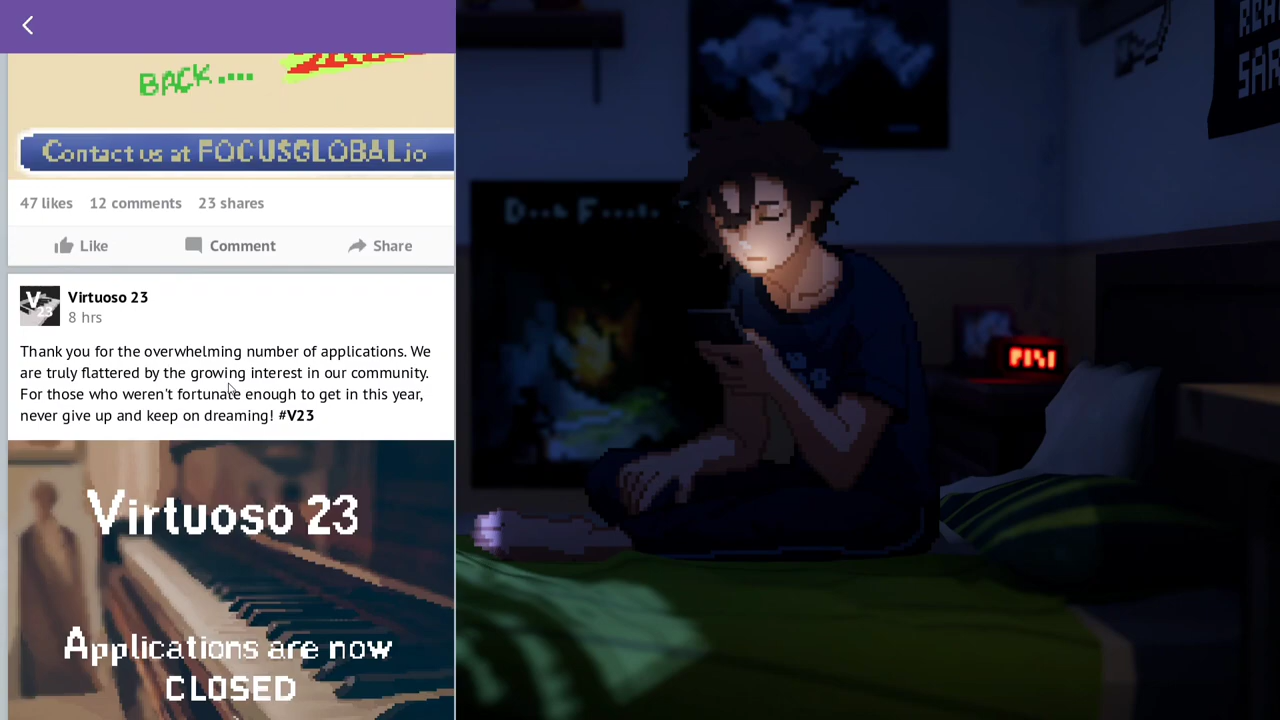 BACK....
Contact us at FOCUSGLOBAL.io
47 likes 12 comments 23 shares
Like Comment Share
V
23
Virtuoso 23
8 hrs
Thank you for the overwhelming number of applications. We
are truly flattered by the growing interest in our community.
For those who weren't fortunate enough to get in this year,
never give up and keep on dreaming! #V23
Virtuoso 23
Applications are now
CLOSED